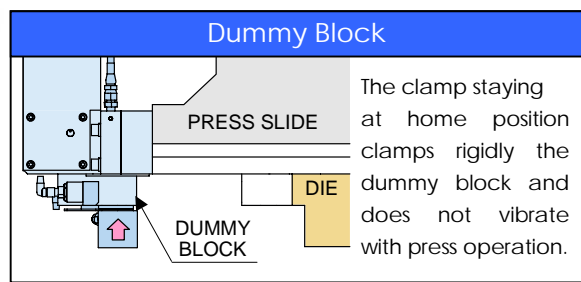 Dummy Block
PRESS SLIDE
DIE
DUMMY
BLOCK
The clamp staying
at home position
clamps rigidly the
dummy block and
does not vibrate
with press operation.